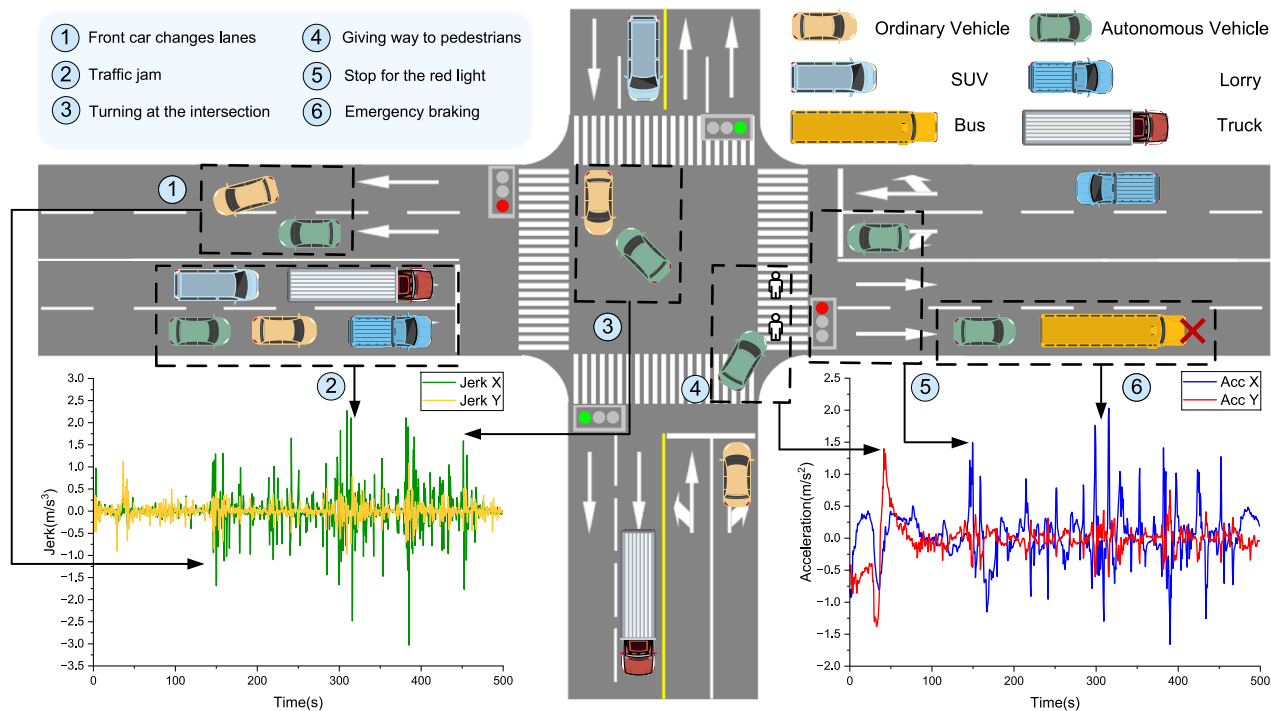 1 Front car changes lanes
4 Giving way to pedestrians
2 Traffic jam
5 Stop for the red light
3 Turning at the intersection
6 Emergency braking
Ordinary Vehicle
Autonomous Vehicle
SUV
Lorry
Bus
Truck
1
3
4
2
5
6
Jerk X
Jerk Y
Jerk(m/s³)
3.0
2.5
2.0
1.5
1.0
0.5
0.0
−0.5
−1.0
−1.5
−2.0
−2.5
−3.0
−3.5
0 100 200 300 400 500
Time(s)
Acc X
Acc Y
Acceleration(m/s²)
2.5
2.0
1.5
1.0
0.5
0.0
−0.5
−1.0
−1.5
−2.0
0 100 200 300 400 500
Time(s)